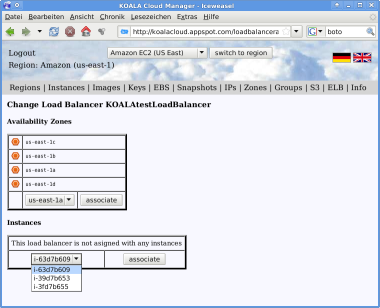 KOALA Cloud Manager - Iceweasel
Datei Bearbeiten Ansicht Chronik Lesezeichen Extras Hilfe
http://koalacloud.appspot.com/loadbalancera
boto
Logout
Amazon EC2 (US East) switch to region
Region: Amazon (us-east-1)
Regions | Instances | Images | Keys | EBS | Snapshots | IPs | Zones | Groups | S3 | ELB | Info
Change Load Balancer KOALAtestLoadBalancer
Availability Zones
us-east-1c
us-east-1b
us-east-1a
us-east-1d
us-east-1a associate
Instances
This load balancer is not asigned with any instances
i-63d7b609 associate
i-63d7b609
i-39d7b653
i-3fd7b655